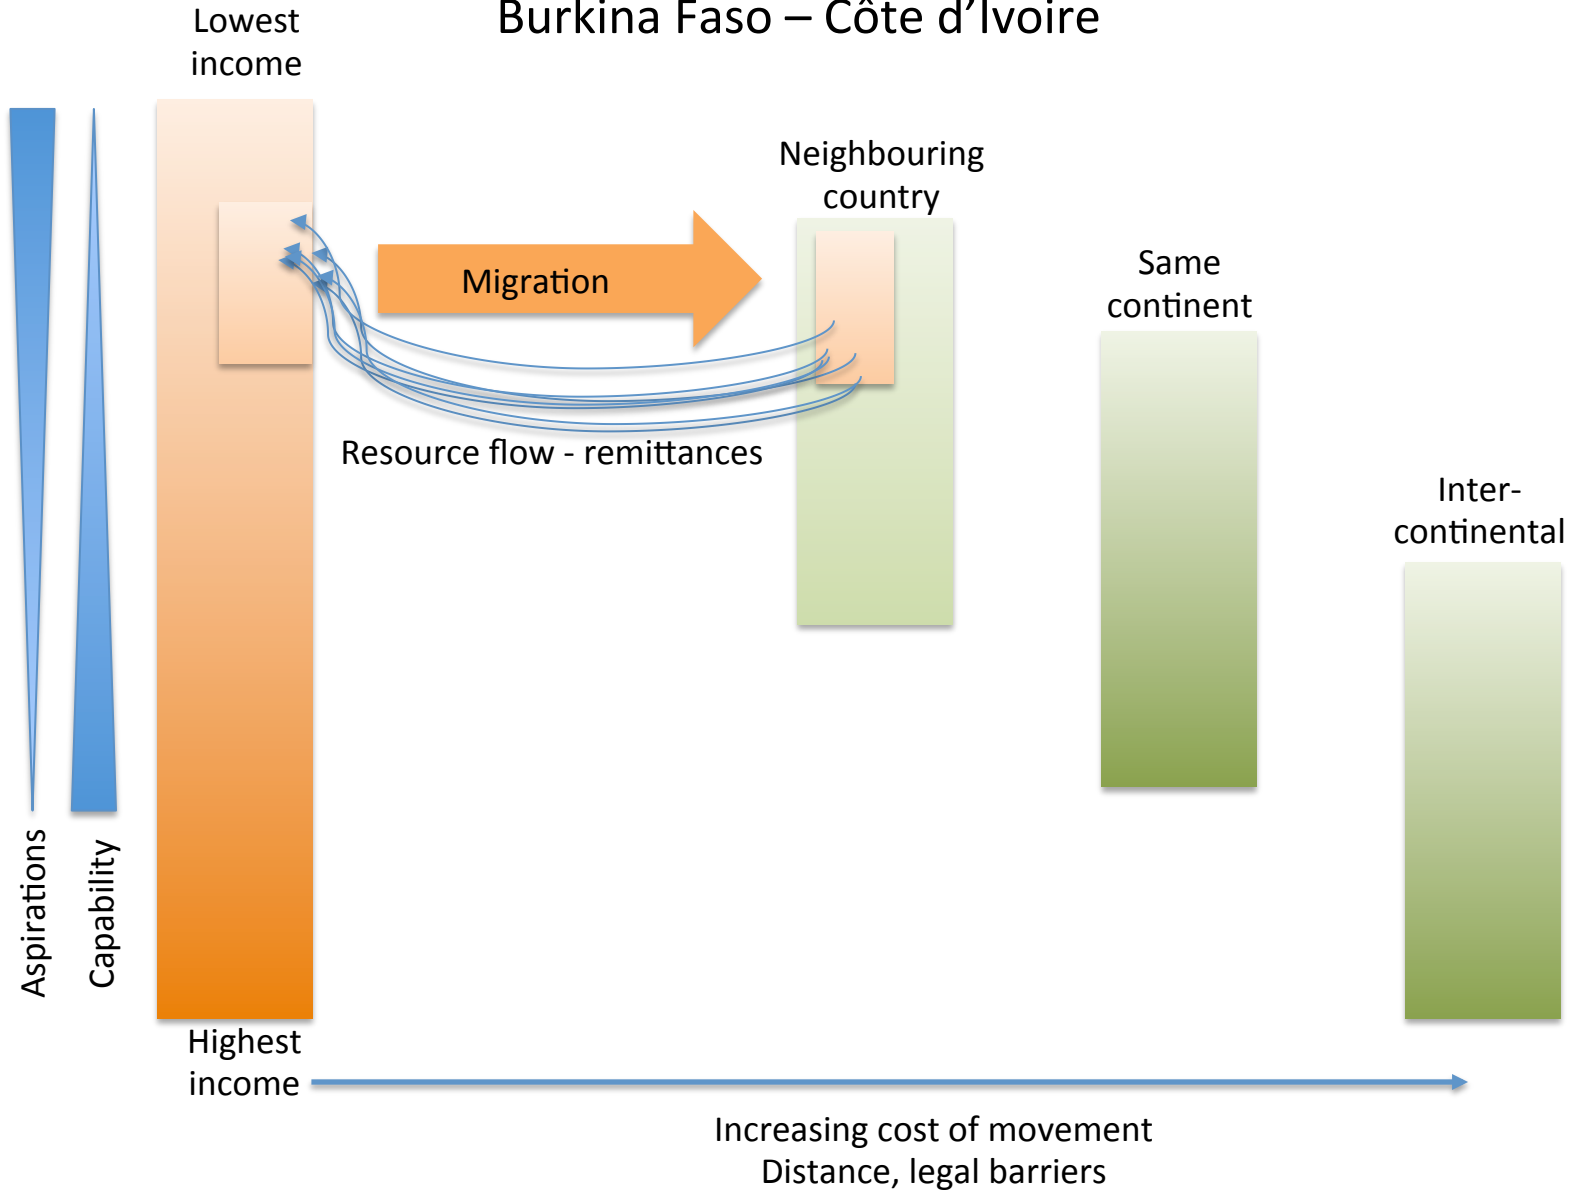 Burkina Faso – Côte d’Ivoire
Lowest
income
Neighbouring
country
Same
continent
Migration
Resource flow - remittances
Inter-
continental
Aspirations
Capability
Highest
income
Increasing cost of movement
Distance, legal barriers